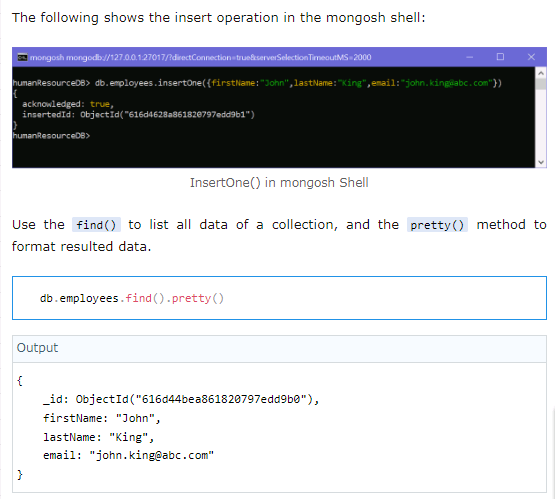 The following shows the insert operation in the mongosh shell:
mongosh mongodb://127.0.0.1:27017/?directConnection=true&serverSelectionTimeoutMS=2000
humanResourceDB> db.employees.insertOne({firstName:"John",lastName:"King",email:"john.king@abc.com"})
{
acknowledged: true,
insertedId: ObjectId("616d4628a861820797edd9b1")
}
humanResourceDB>
InsertOne() in mongosh Shell
Use the find() to list all data of a collection, and the pretty() method to
format resulted data.
db.employees.find().pretty()
Output
{
_id: ObjectId("616d44bea861820797edd9b0"),
firstName: "John",
lastName: "King",
email: "john.king@abc.com"
}